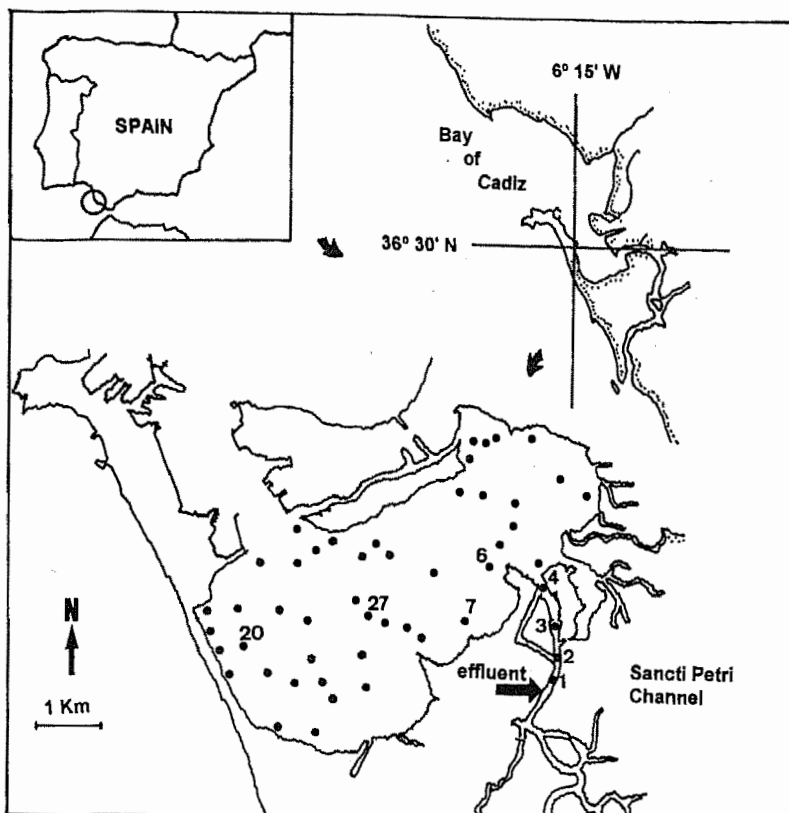 SPAIN
6º 15' W
Bay
of
Cadiz
36º 30' N
6
4
27
7
3
20
2
N
effluent
1
Sancti Petri
Channel
1 Km